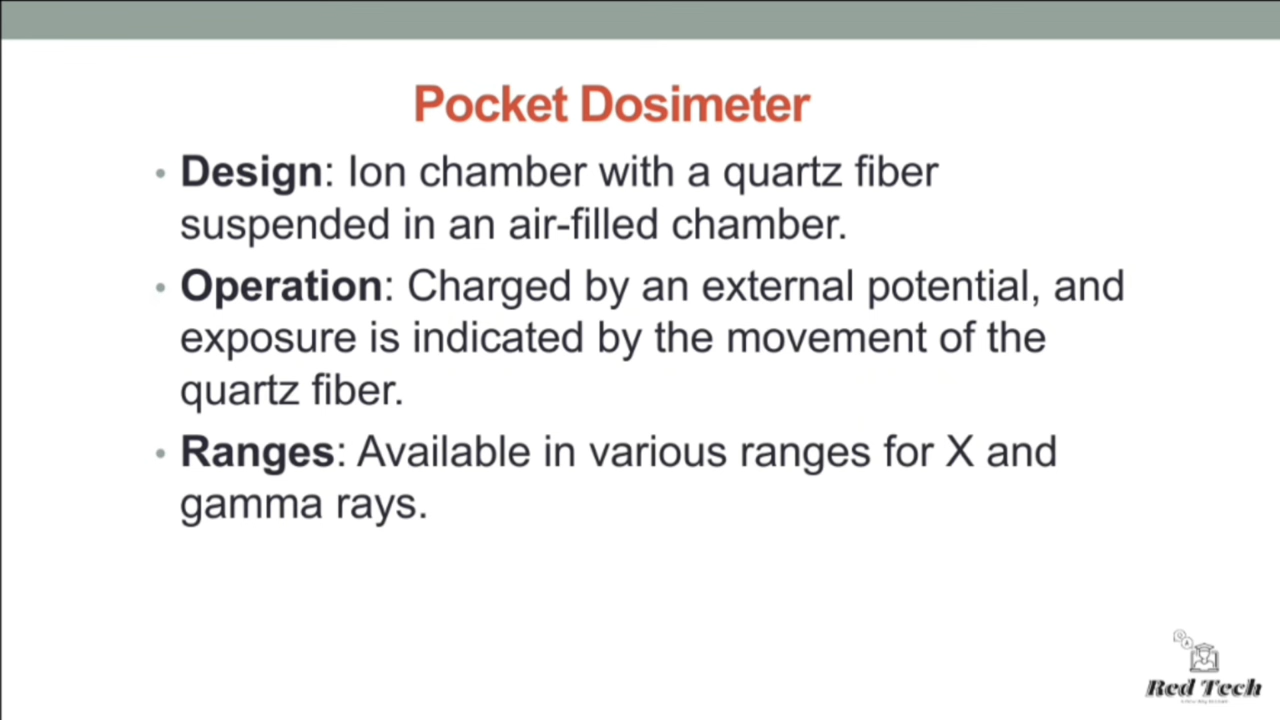 Pocket Dosimeter
• Design: Ion chamber with a quartz fiber
suspended in an air-filled chamber.
• Operation: Charged by an external potential, and
exposure is indicated by the movement of the
quartz fiber.
• Ranges: Available in various ranges for X and
gamma rays.
Red Tech